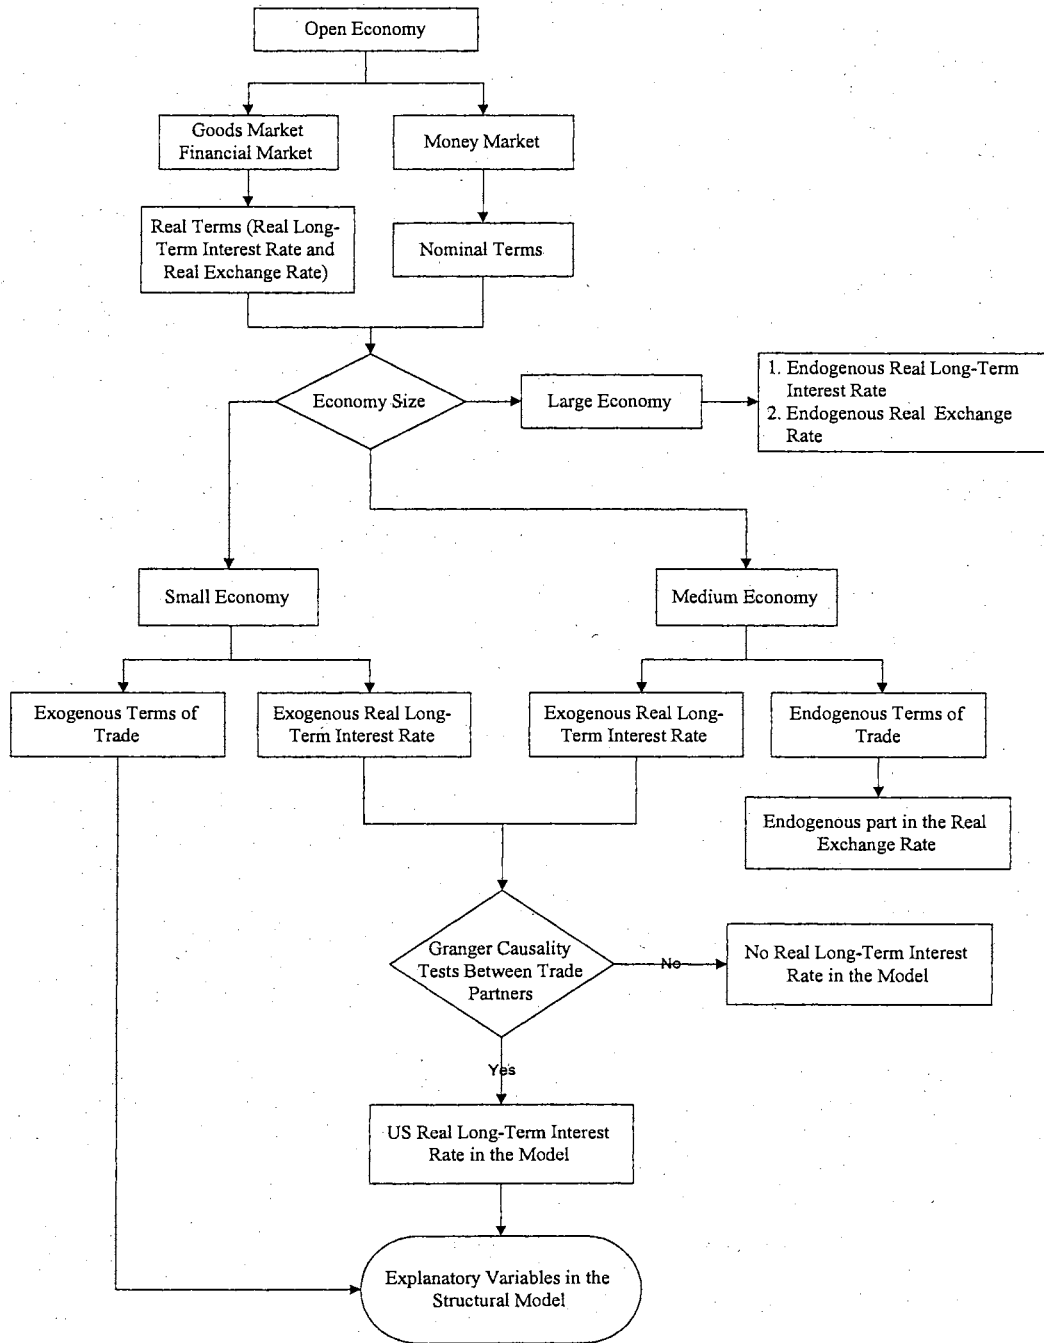 Open Economy
Goods Market
Financial Market
Money Market
Real Terms (Real Long-
Term Interest Rate and
Real Exchange Rate)
Nominal Terms
Economy Size
Large Economy
1. Endogenous Real Long-Term
Interest Rate
2. Endogenous Real Exchange
Rate
Small Economy
Medium Economy
Exogenous Terms of
Trade
Exogenous Real Long-
Term Interest Rate
Exogenous Real Long-
Term Interest Rate
Endogenous Terms of
Trade
Endogenous part in the Real
Exchange Rate
Granger Causality
Tests Between Trade
Partners
No
No Real Long-Term Interest
Rate in the Model
Yes
US Real Long-Term Interest
Rate in the Model
Explanatory Variables in the
Structural Model